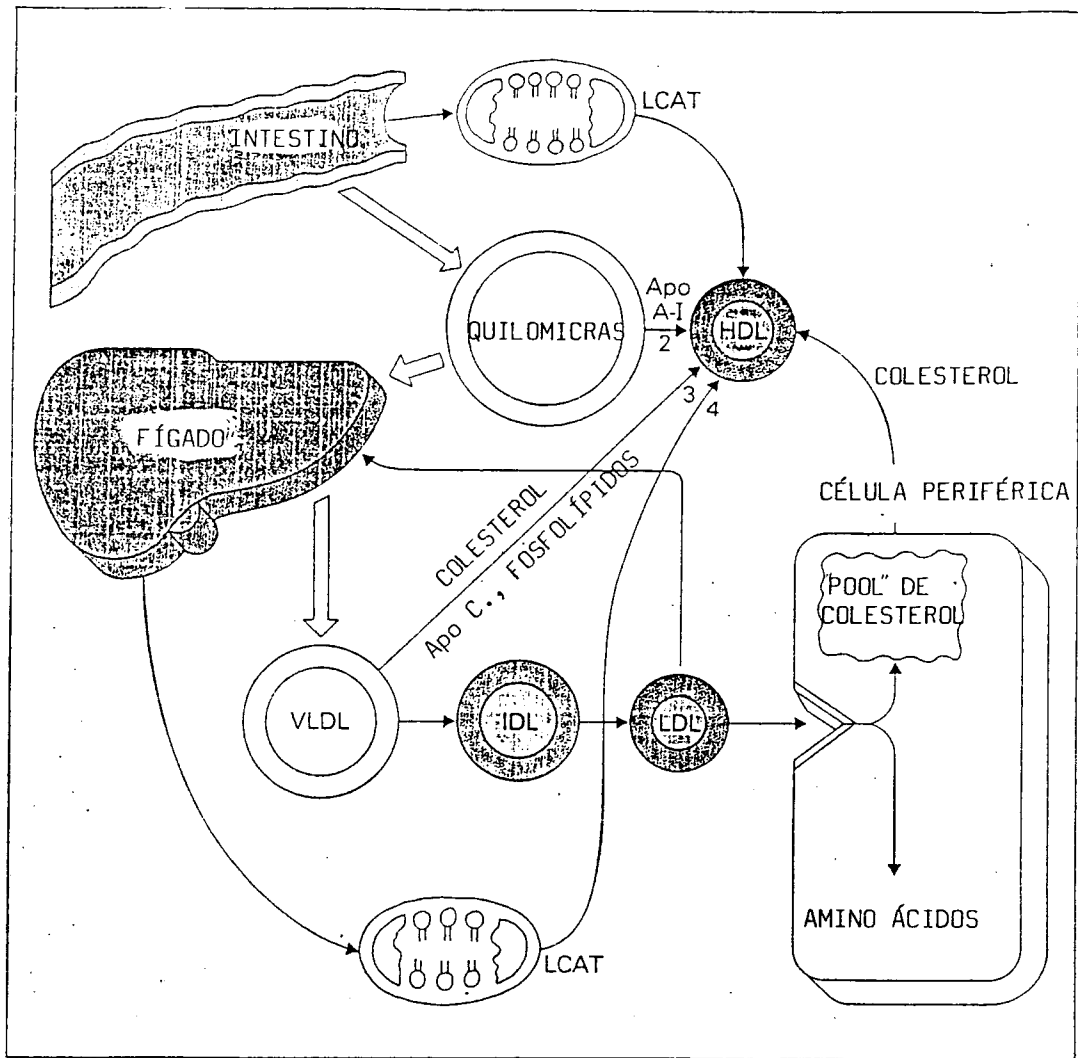 INTESTINO
LCAT
QUILOMICRAS
Apo
A-I
2
HDL
COLESTEROL
3
4
FÍGADO
CÉLULA PERIFÉRICA
COLESTEROL
Apo C., FOSFOLÍPIDOS
"POOL" DE
COLESTEROL
VLDL
IDL
LDL
AMINO ÁCIDOS
LCAT